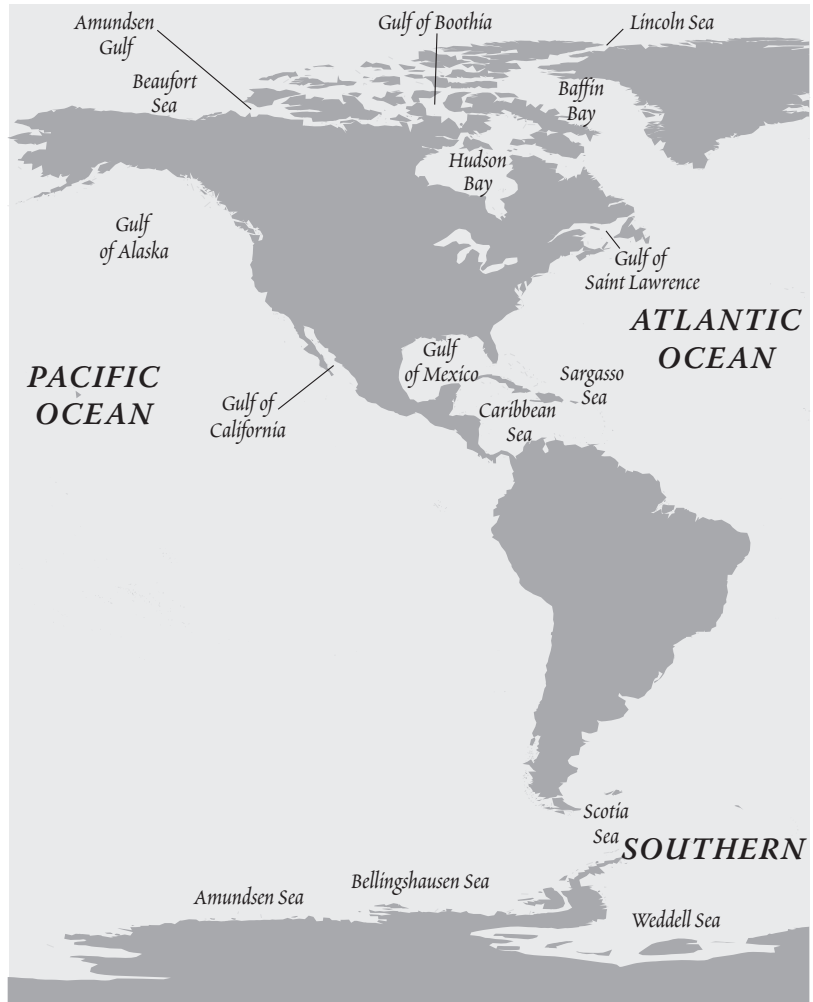 Amundsen
Gulf
Gulf of Boothia
Lincoln Sea
Beaufort
Sea
Baffin
Bay
Hudson
Bay
Gulf
of Alaska
Gulf of
Saint Lawrence
ATLANTIC
OCEAN
PACIFIC
OCEAN
Gulf
of Mexico
Sargasso
Sea
Gulf of
California
Caribbean
Sea
Scotia
Sea
SOUTHERN
Bellingshausen Sea
Amundsen Sea
Weddell Sea